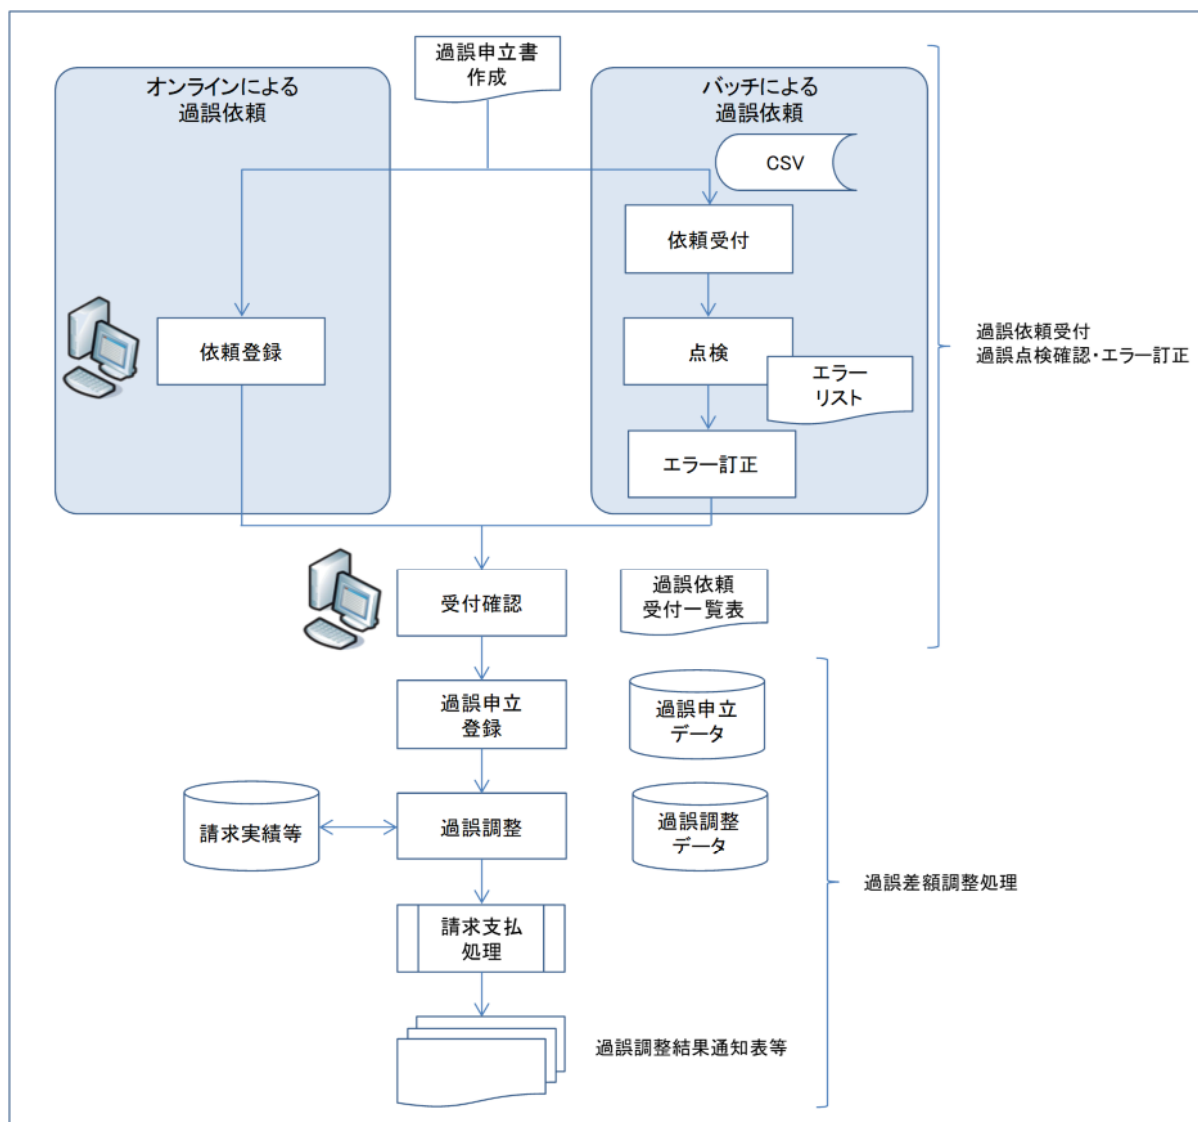 過誤申立書
作成
オンラインによる
過誤依頼
バッチによる
過誤依頼
CSV
依頼受付
依頼登録
点検
エラー
リスト
エラー訂正
過誤依頼受付
過誤点検確認・エラー訂正
受付確認
過誤依頼
受付一覧表
過誤申立
登録
過誤申立
データ
請求実績等
過誤調整
過誤調整
データ
過誤差額調整処理
請求支払
処理
過誤調整結果通知表等